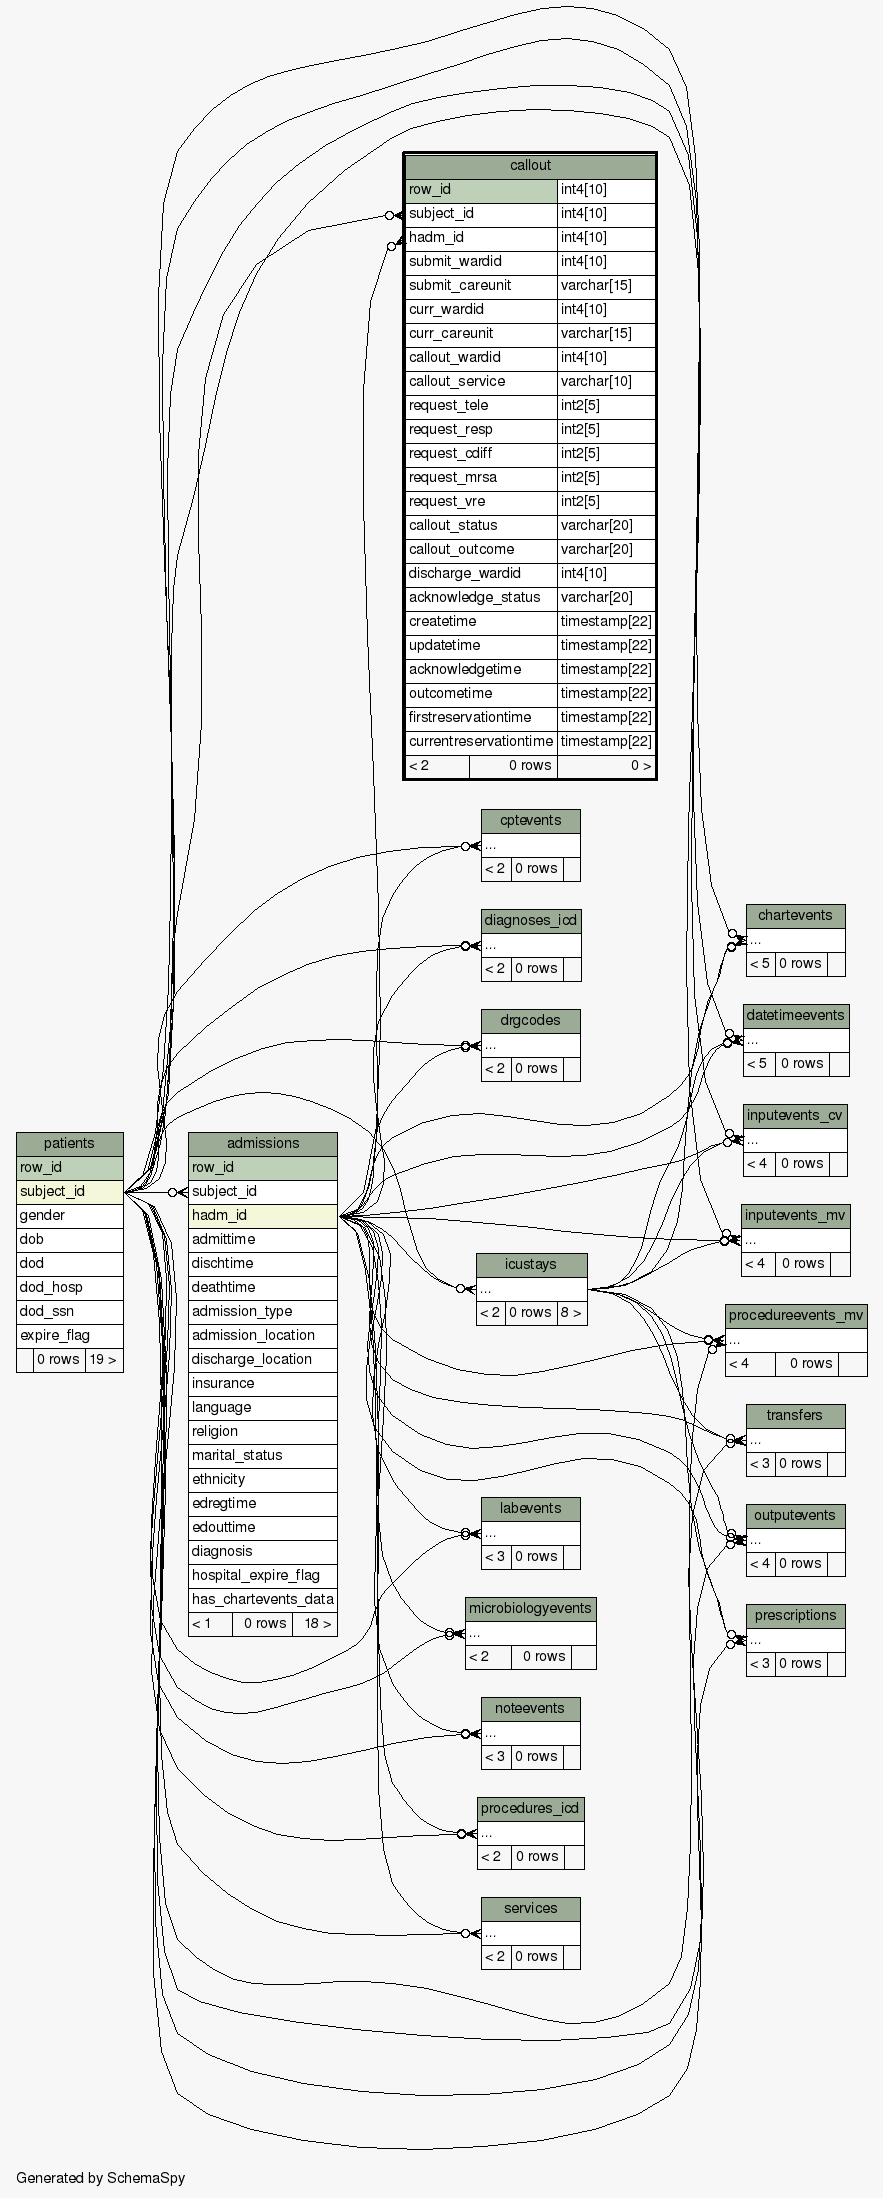 callout
row_id int4[10]
subject_id int4[10]
hadm_id int4[10]
submit_wardid int4[10]
submit_careunit varchar[15]
curr_wardid int4[10]
curr_careunit varchar[15]
callout_wardid int4[10]
callout_service varchar[10]
request_tele int2[5]
request_resp int2[5]
request_cdiff int2[5]
request_mrsa int2[5]
request_vre int2[5]
callout_status varchar[20]
callout_outcome varchar[20]
discharge_wardid int4[10]
acknowledge_status varchar[20]
createtime timestamp[22]
updatetime timestamp[22]
acknowledgetime timestamp[22]
outcometime timestamp[22]
firstreservationtime timestamp[22]
currentreservationtime timestamp[22]
< 2 0 rows 0 >
cptevents
...
< 2 0 rows
diagnoses_icd
...
< 2 0 rows
drgcodes
...
< 2 0 rows
patients
row_id
subject_id
gender
dob
dod
dod_hosp
dod_ssn
expire_flag
0 rows 19 >
admissions
row_id
subject_id
hadm_id
admittime
dischtime
deathtime
admission_type
admission_location
discharge_location
insurance
language
religion
marital_status
ethnicity
edregtime
edouttime
diagnosis
hospital_expire_flag
has_chartevents_data
< 1 0 rows 18 >
icustays
...
< 2 0 rows 8 >
labevents
...
< 3 0 rows
microbiologyevents
...
< 2 0 rows
noteevents
...
< 3 0 rows
procedures_icd
...
< 2 0 rows
services
...
< 2 0 rows
chartevents
...
< 5 0 rows
datetimeevents
...
< 5 0 rows
inputevents_cv
...
< 4 0 rows
inputevents_mv
...
< 4 0 rows
procedureevents_mv
...
< 4 0 rows
transfers
...
< 3 0 rows
outputevents
...
< 4 0 rows
prescriptions
...
< 3 0 rows
Generated by SchemaSpy